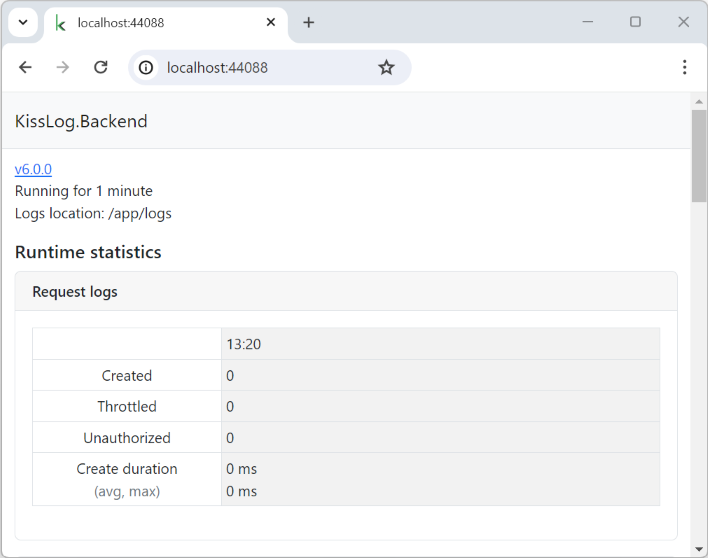 localhost:44088
localhost:44088
KissLog.Backend
v6.0.0
Running for 1 minute
Logs location: /app/logs
Runtime statistics
Request logs
13:20
Created 0
Throttled 0
Unauthorized 0
Create duration 0 ms
(avg, max) 0 ms